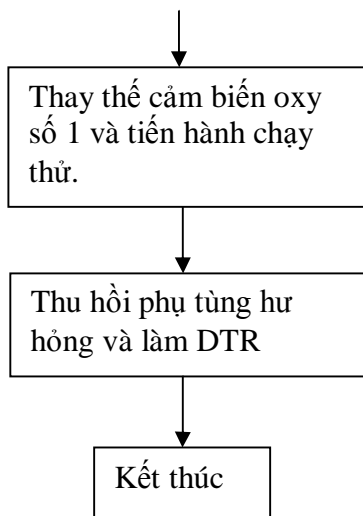 Thay thế cảm biến oxy
số 1 và tiến hành chạy
thử.
Thu hồi phụ tùng hư
hỏng và làm DTR
Kết thúc